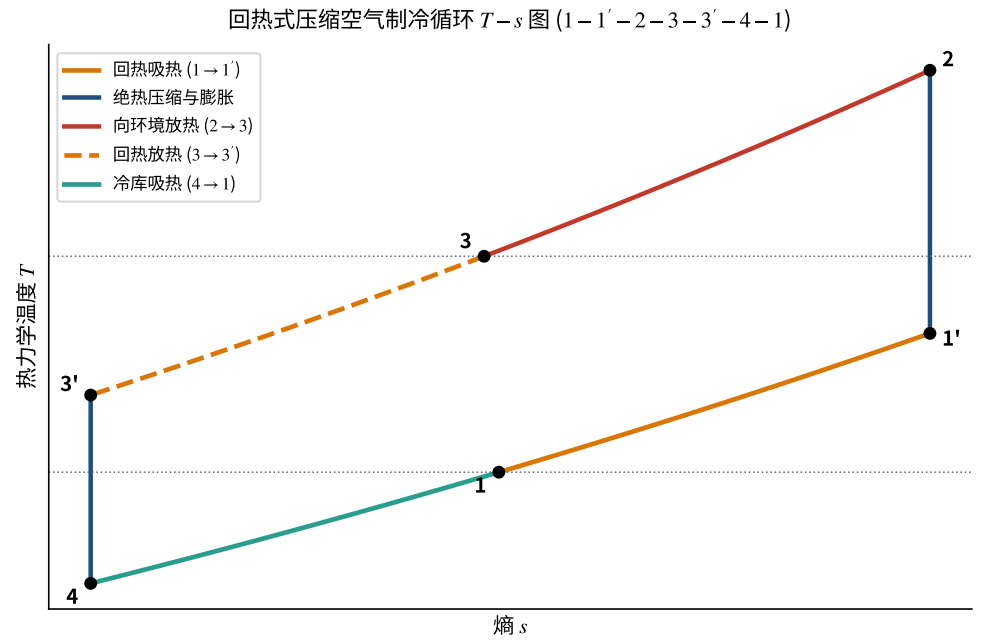 回热式压缩空气制冷循环 T−s 图 (1−1′−2−3−3′−4−1)
回热吸热 (1→1′)
绝热压缩与膨胀
向环境放热 (2→3)
回热放热 (3→3′)
冷库吸热 (4→1)
2
3
1'
3'
1
4
热力学温度 T
熵 s